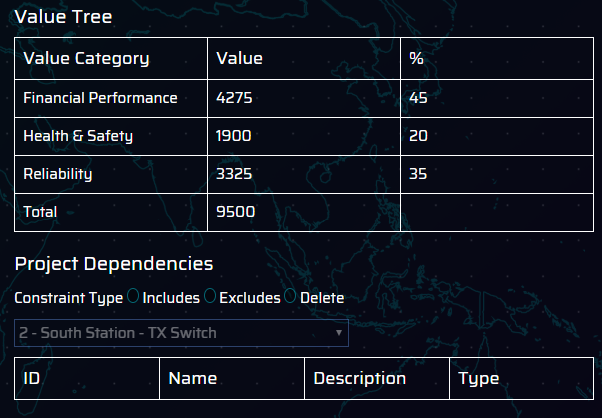 Value Tree
Value Category Value %
Financial Performance 4275 45
Health & Safety 1900 20
Reliability 3325 35
Total 9500
Project Dependencies
Constraint Type Includes Excludes Delete
2 - South Station - TX Switch
ID Name Description Type